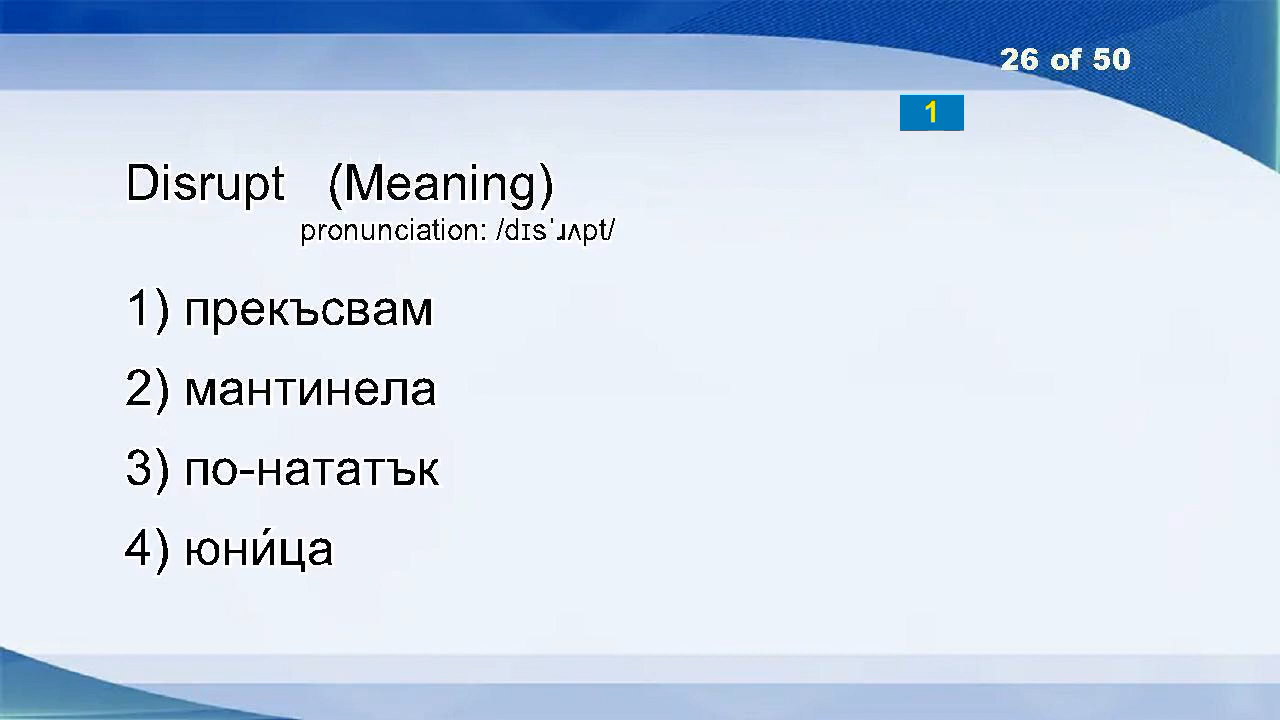 26 of 50
1
Disrupt (Meaning)
pronunciation: /dɪsˈɹʌpt/
1) прекъсвам
2) мантинела
3) по-нататък
4) юни́ца